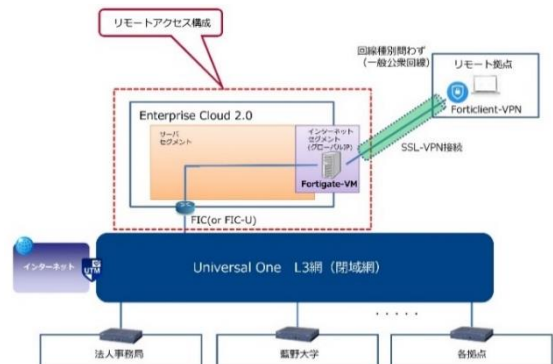 リモートアクセス構成
回線種別問わず
(一般公衆回線)
リモート拠点
Forticlient-VPN
Enterprise Cloud 2.0
サーバ
セグメント
インターネット
セグメント
(グローバルIP)
Fortigate-VM
SSL-VPN接続
FIC(or FIC-U)
インターネット
UTM
Universal One L3網（閉域網）
・・・・・
法人事務局
藍野大学
各拠点